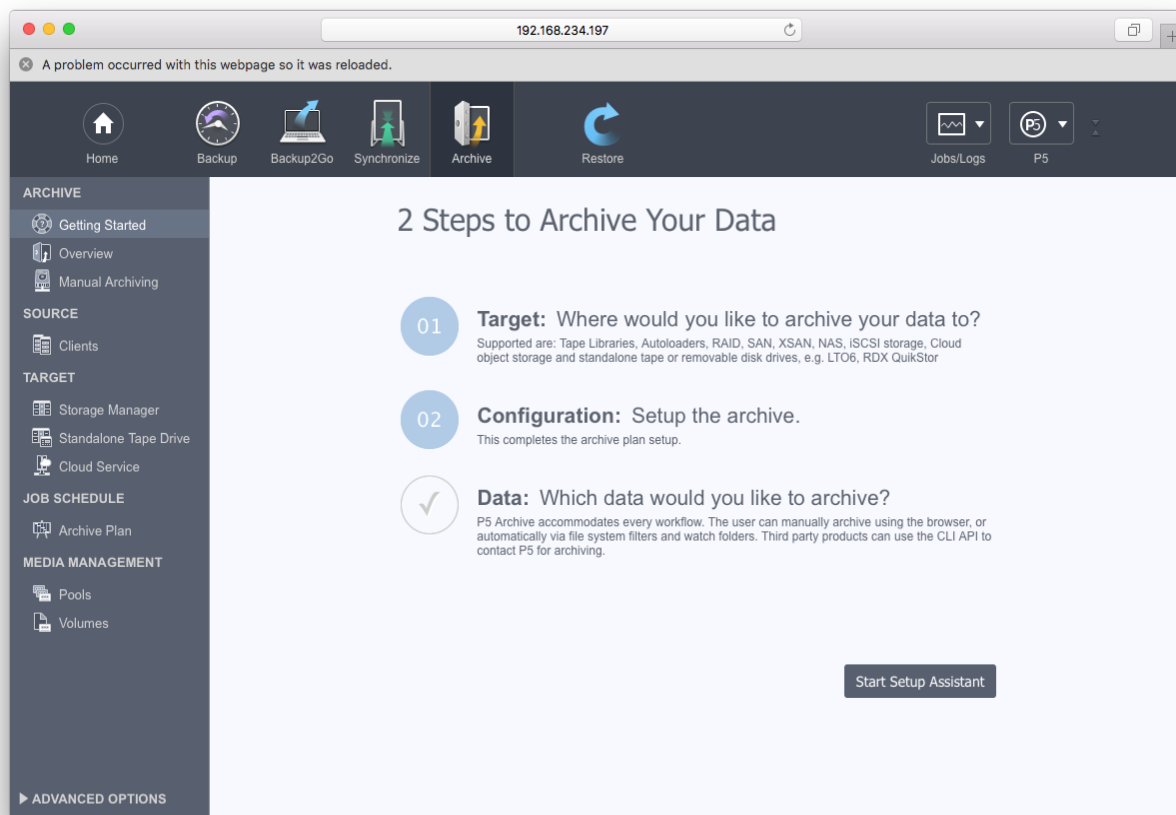 192.168.234.197
A problem occurred with this webpage so it was reloaded.
Home
Backup
Backup2Go
Synchronize
Archive
Restore
Jobs/Logs
P5
P5
ARCHIVE
Getting Started
Overview
Manual Archiving
SOURCE
Clients
TARGET
Storage Manager
Standalone Tape Drive
Cloud Service
JOB SCHEDULE
Archive Plan
MEDIA MANAGEMENT
Pools
Volumes
ADVANCED OPTIONS
2 Steps to Archive Your Data
01
Target: Where would you like to archive your data to?
Supported are: Tape Libraries, Autoloaders, RAID, SAN, XSAN, NAS, iSCSI storage, Cloud
object storage and standalone tape or removable disk drives, e.g. LTO6, RDX QuikStor
02
Configuration: Setup the archive.
This completes the archive plan setup.
Data: Which data would you like to archive?
P5 Archive accommodates every workflow. The user can manually archive using the browser, or
automatically via file system filters and watch folders. Third party products can use the CLI API to
contact P5 for archiving.
Start Setup Assistant